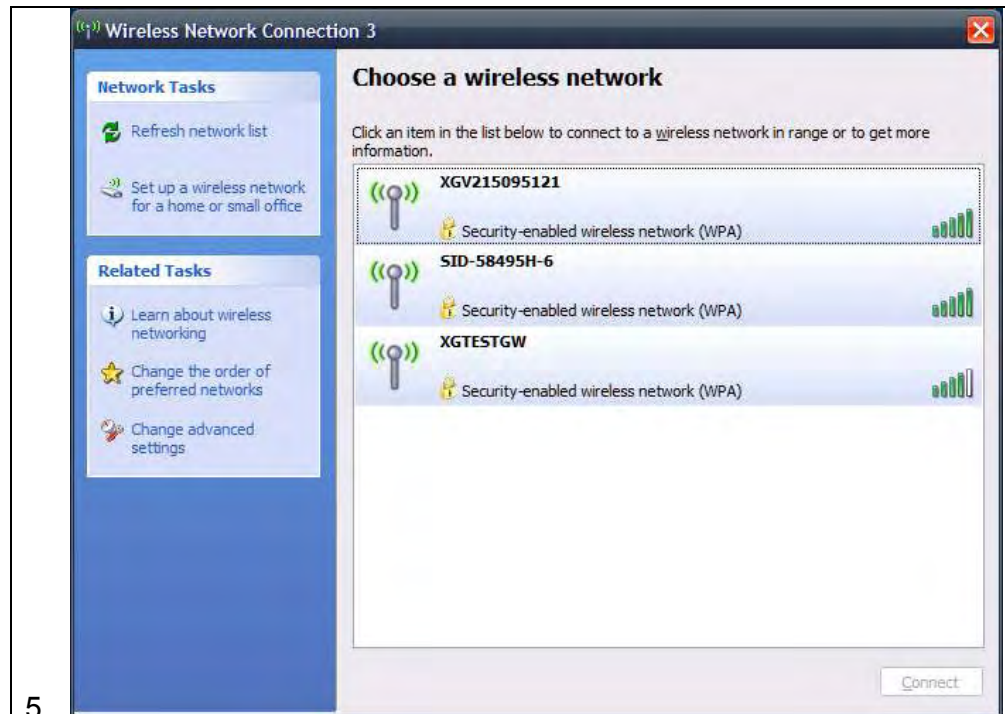 Wireless Network Connection 3
Network Tasks
Refresh network list
Set up a wireless network
for a home or small office
Related Tasks
Learn about wireless
networking
Change the order of
preferred networks
Change advanced
settings
Choose a wireless network
Click an item in the list below to connect to a wireless network in range or to get more
information.
XGV215095121
Security-enabled wireless network (WPA)
SID-58495H-6
Security-enabled wireless network (WPA)
XGTESTGW
Security-enabled wireless network (WPA)
Connect
5